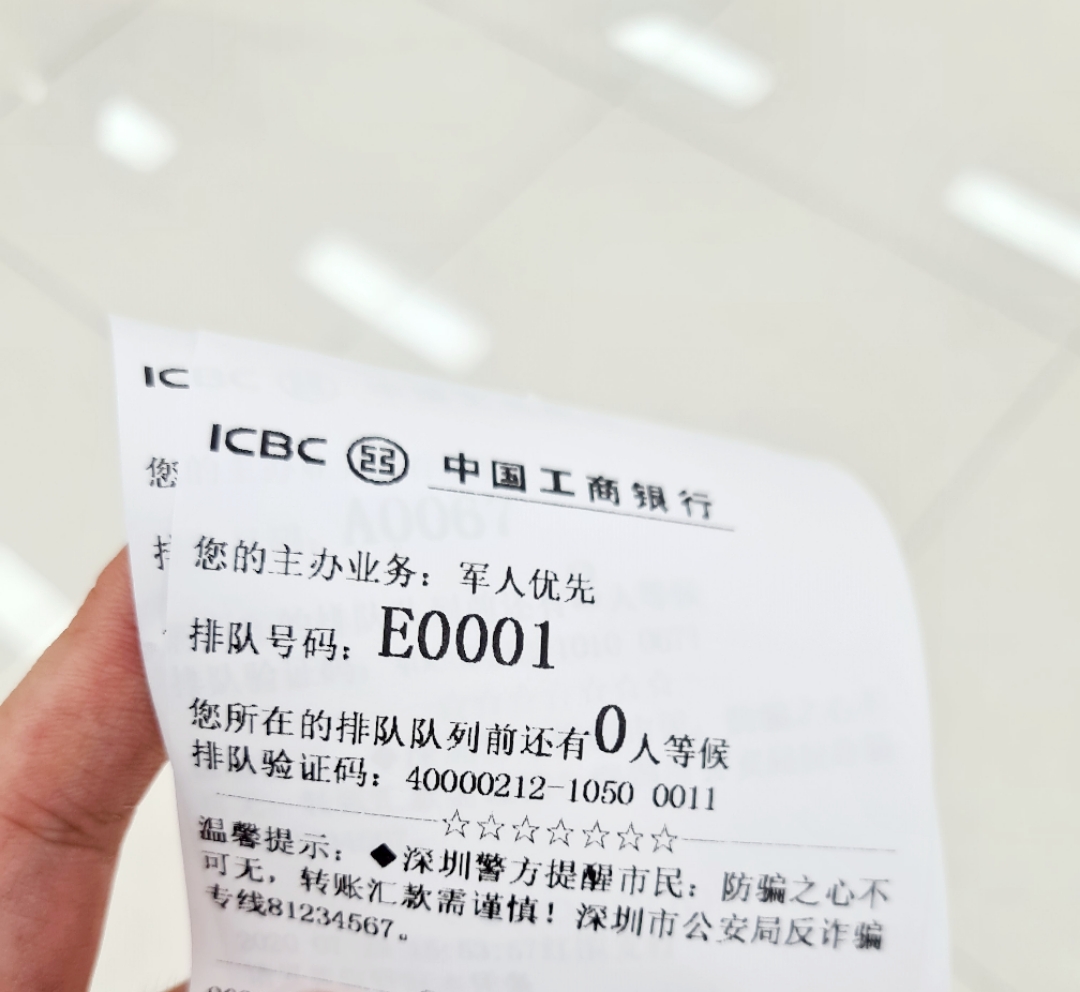 IC
ICBC 中国工商银行
您
您的主办业务：军人优先
排队号码：E0001
您所在的排队队列前还有0人等候
排队验证码：40000212-1050 0011
☆☆☆☆☆☆☆
温馨提示：◆深圳警方提醒市民：防骗之心不
可无，转账汇款需谨慎！深圳市公安局反诈骗
专线81234567。